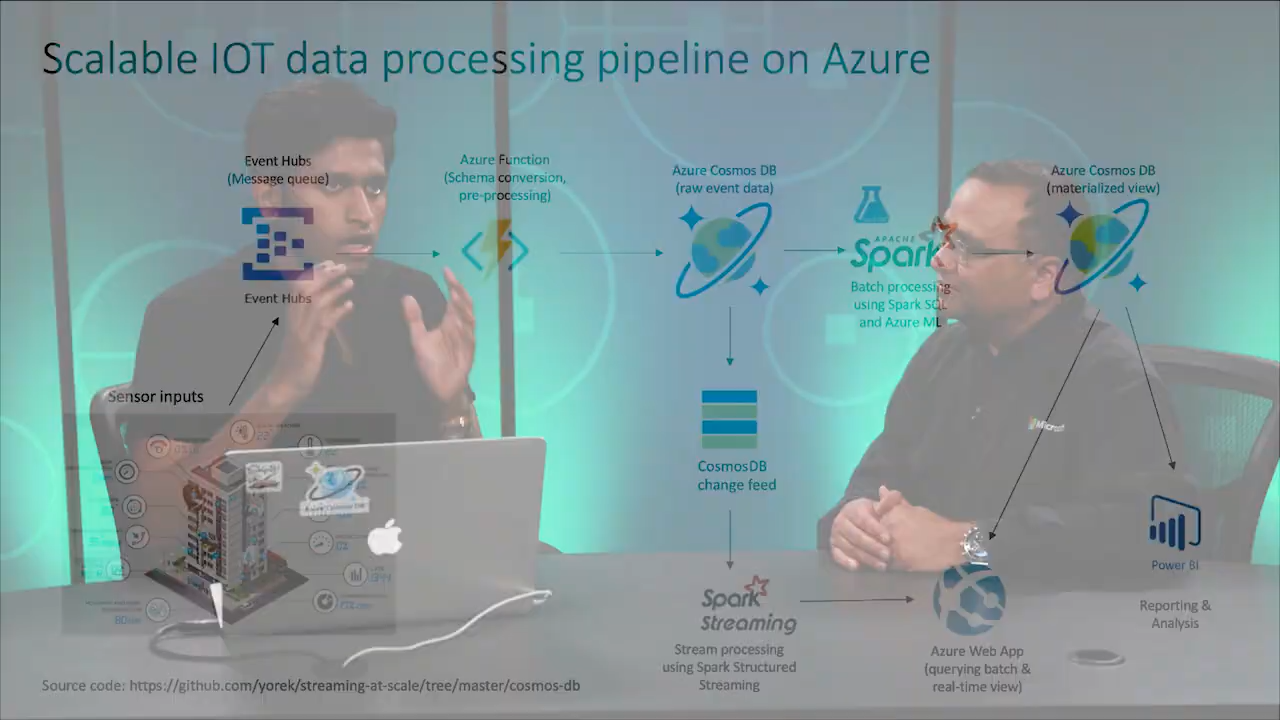 Scalable IOT data processing pipeline on Azure
Event Hubs
(Message queue)
Event Hubs
Azure Function
(Schema conversion,
pre-processing)
Azure Cosmos DB
(raw event data)
APACHE
Spark
Batch processing
using Spark SQL
and Azure ML
Azure Cosmos DB
(materialized view)
Sensor inputs
CosmosDB
change feed
Spark
Streaming
Stream processing
using Spark Structured
Streaming
Azure Web App
(querying batch &
real-time view)
Power BI
Reporting &
Analysis
Microsoft
Source code: https://github.com/yorek/streaming-at-scale/tree/master/cosmos-db